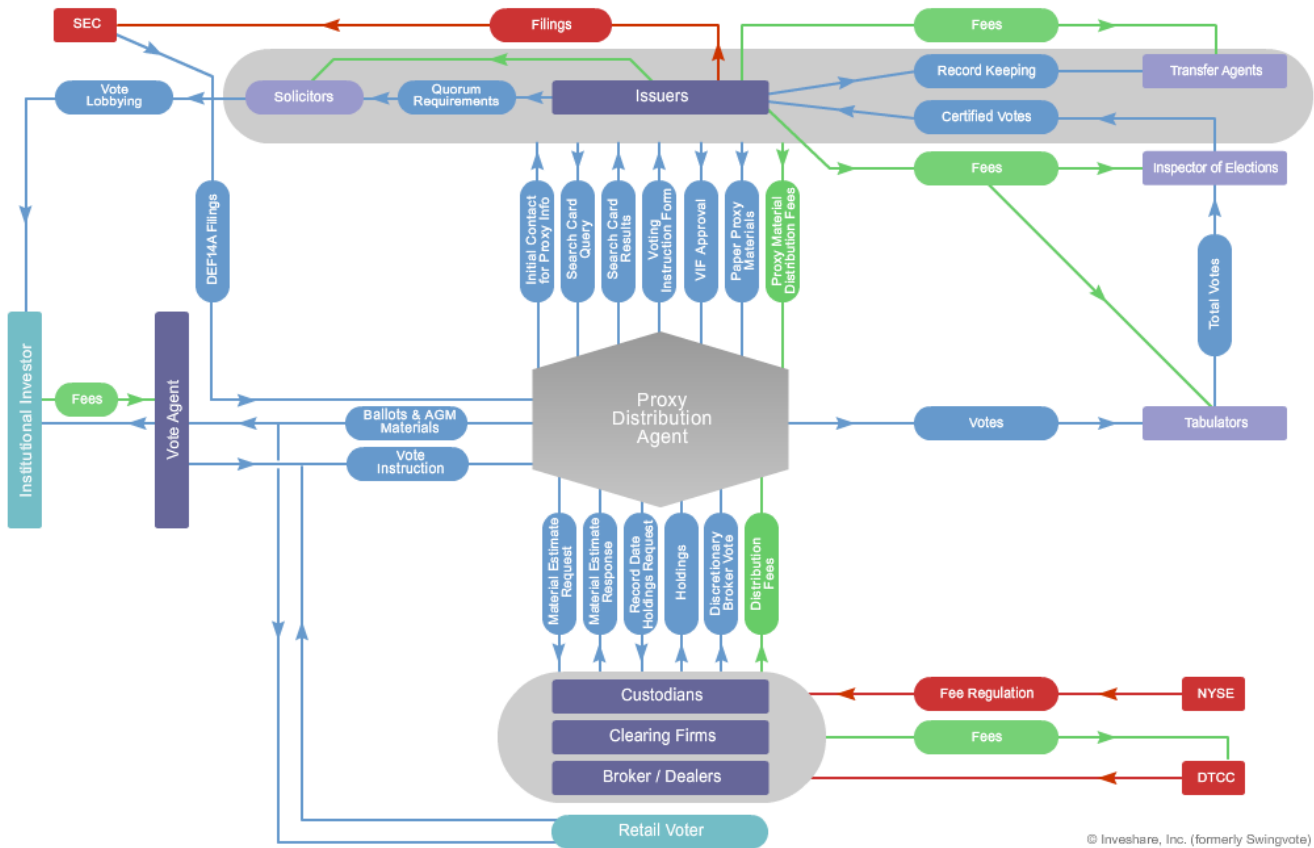 SEC
Filings
Fees
Vote
Lobbying
Solicitors
Quorum
Requirements
Issuers
Record Keeping
Transfer Agents
Certified Votes
Fees
Inspector of Elections
DEF14A Filings
Initial Contact
for Proxy Info
Search Card
Query
Search Card
Results
Voting
Instruction Form
VIF Approval
Paper Proxy
Materials
Proxy Material
Distribution Fees
Total Votes
Institutional Investor
Fees
Vote Agent
Ballots & AGM
Materials
Vote
Instruction
Proxy
Distribution
Agent
Votes
Tabulators
Material Estimate
Request
Material Estimate
Response
Record Date
Holdings Request
Holdings
Discretionary
Broker Vote
Distribution
Fees
Custodians
Clearing Firms
Broker / Dealers
Fee Regulation
NYSE
Fees
DTCC
Retail Voter
© Inveshare, Inc. (formerly Swingvote)